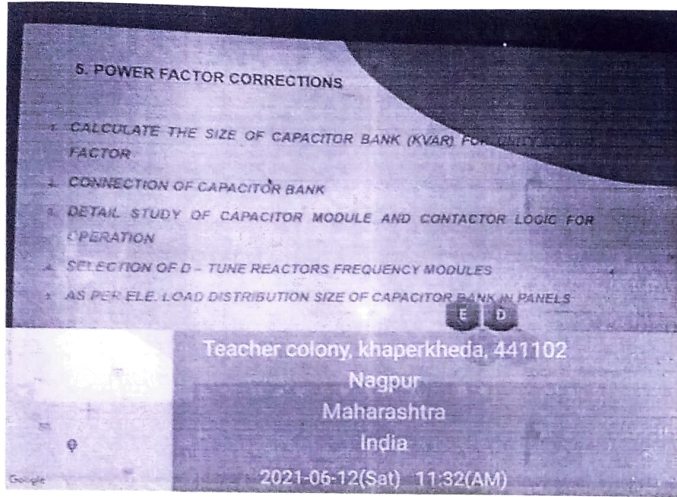 5. POWER FACTOR CORRECTIONS
1. CALCULATE THE SIZE OF CAPACITOR BANK (KVAR) FOR UNITY
FACTOR
CONNECTION OF CAPACITOR BANK
DETAIL STUDY OF CAPACITOR MODULE AND CONTACTOR LOGIC FOR
OPERATION
SELECTION OF D – TUNE REACTORS FREQUENCY MODULES
AS PER ELE. LOAD DISTRIBUTION SIZE OF CAPACITOR BANK IN PANELS
E D
Teacher colony, khaperkheda, 441102
Nagpur
Maharashtra
India
2021-06-12(Sat) 11:32(AM)
Google